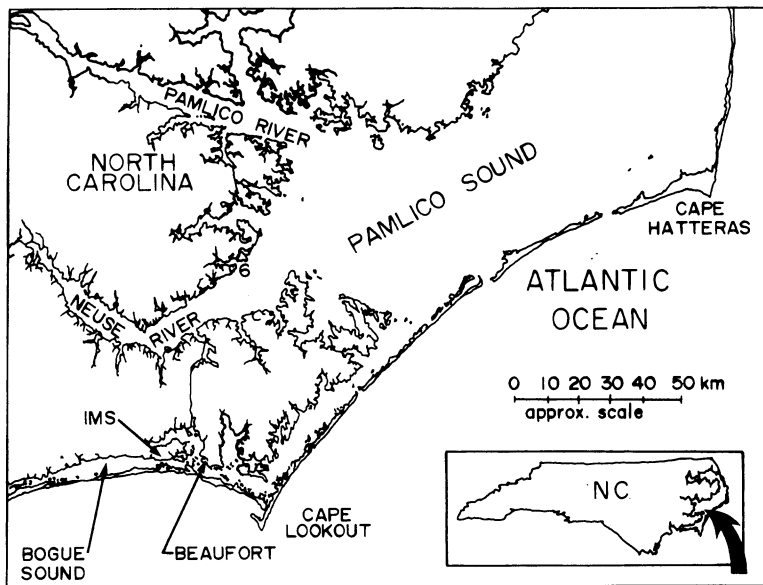 PAMLICO RIVER
NORTH
CAROLINA
PAMLICO SOUND
CAPE
HATTERAS
ATLANTIC
OCEAN
NEUSE
RIVER
0 10 20 30 50 km
approx. scale
IMS
NC
CAPE
LOOKOUT
BOGUE
SOUND
BEAUFORT